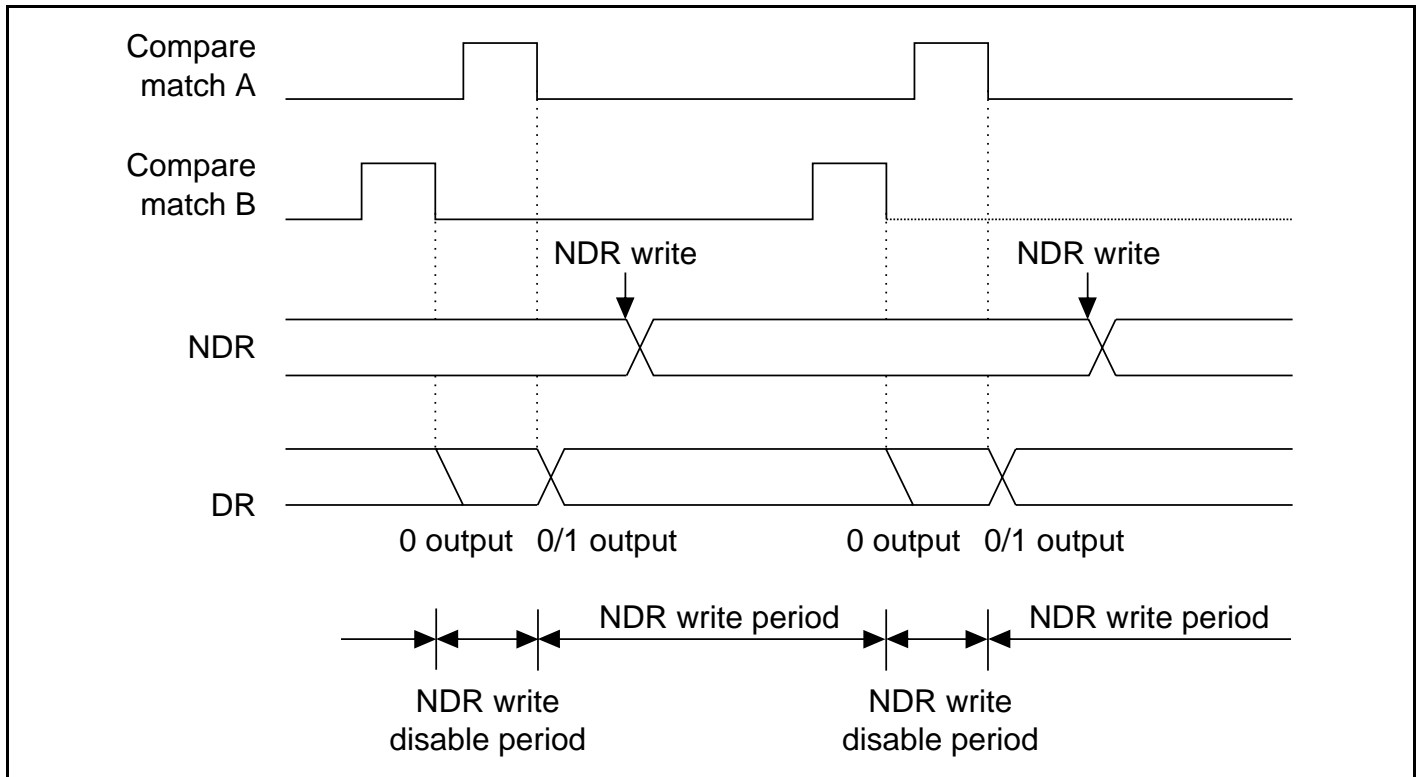 Compare
match A
Compare
match B
NDR write
NDR write
NDR
DR
0 output
0/1 output
0 output
0/1 output
NDR write period
NDR write period
NDR write
disable period
NDR write
disable period